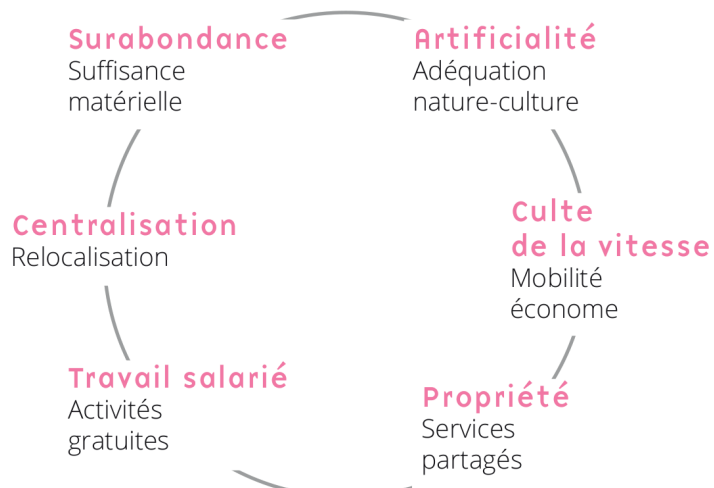 Surabondance
Suffisance
matérielle
Artificialité
Adéquation
nature-culture
Culte
de la vitesse
Mobilité
économe
Propriété
Services
partagés
Travail salarié
Activités
gratuites
Centralisation
Relocalisation